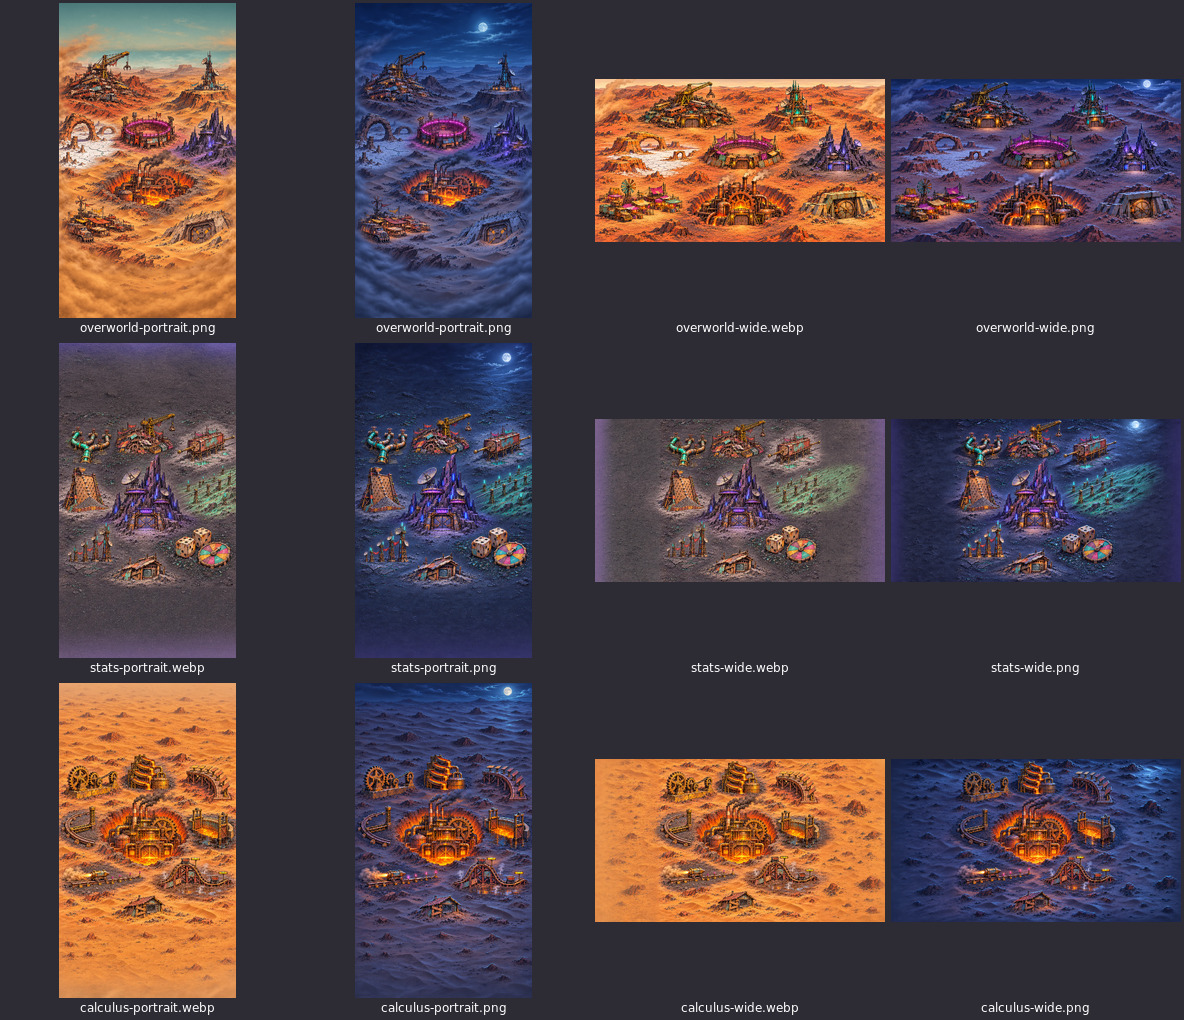 overworld-portrait.png
overworld-portrait.png
overworld-wide.webp
overworld-wide.png
stats-portrait.webp
stats-portrait.png
stats-wide.webp
stats-wide.png
calculus-portrait.webp
calculus-portrait.png
calculus-wide.webp
calculus-wide.png